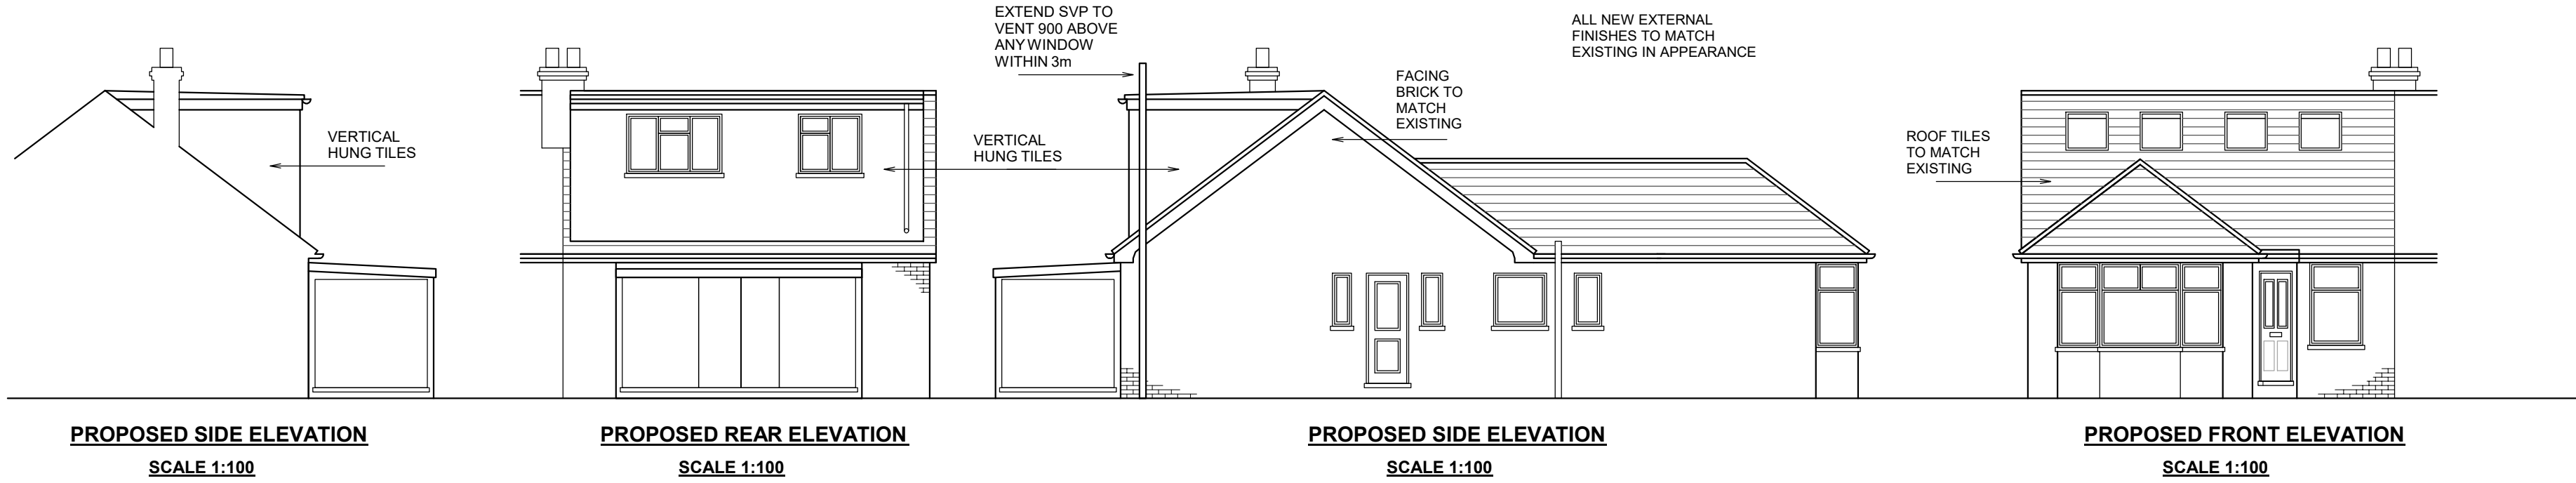 EXTEND SVP TO
VENT 900 ABOVE
ANY WINDOW
WITHIN 3m
ALL NEW EXTERNAL
FINISHES TO MATCH
EXISTING IN APPEARANCE
FACING
BRICK TO
MATCH
EXISTING
VERTICAL
HUNG TILES
VERTICAL
HUNG TILES
ROOF TILES
TO MATCH
EXISTING
PROPOSED SIDE ELEVATION
SCALE 1:100
PROPOSED REAR ELEVATION
SCALE 1:100
PROPOSED SIDE ELEVATION
SCALE 1:100
PROPOSED FRONT ELEVATION
SCALE 1:100